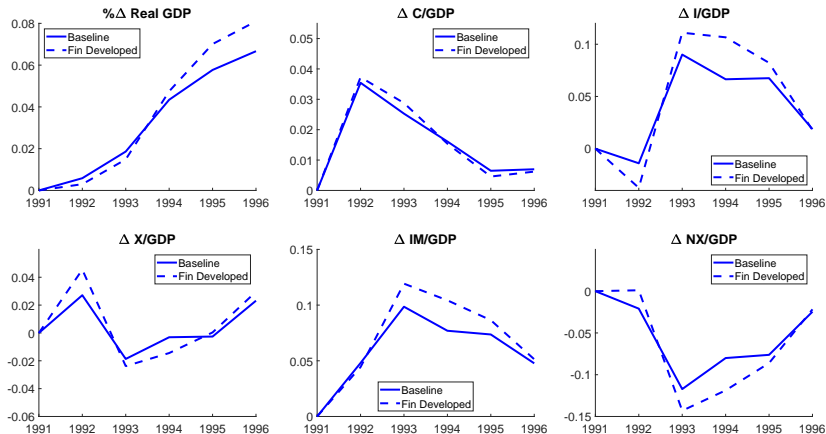 %Δ Real GDP
0.08
0.06
0.04
0.02
0
Baseline
Fin Developed
1991 1992 1993 1994 1995 1996
Δ C/GDP
0.05
0.04
0.03
0.02
0.01
0
Baseline
Fin Developed
1991 1992 1993 1994 1995 1996
Δ I/GDP
0.1
0.05
0
Baseline
Fin Developed
1991 1992 1993 1994 1995 1996
Δ X/GDP
0.04
0.02
0
-0.02
-0.04
-0.06
Baseline
Fin Developed
1991 1992 1993 1994 1995 1996
Δ IM/GDP
0.15
0.1
0.05
0
Baseline
Fin Developed
1991 1992 1993 1994 1995 1996
Δ NX/GDP
0
-0.05
-0.1
-0.15
Baseline
Fin Developed
1991 1992 1993 1994 1995 1996